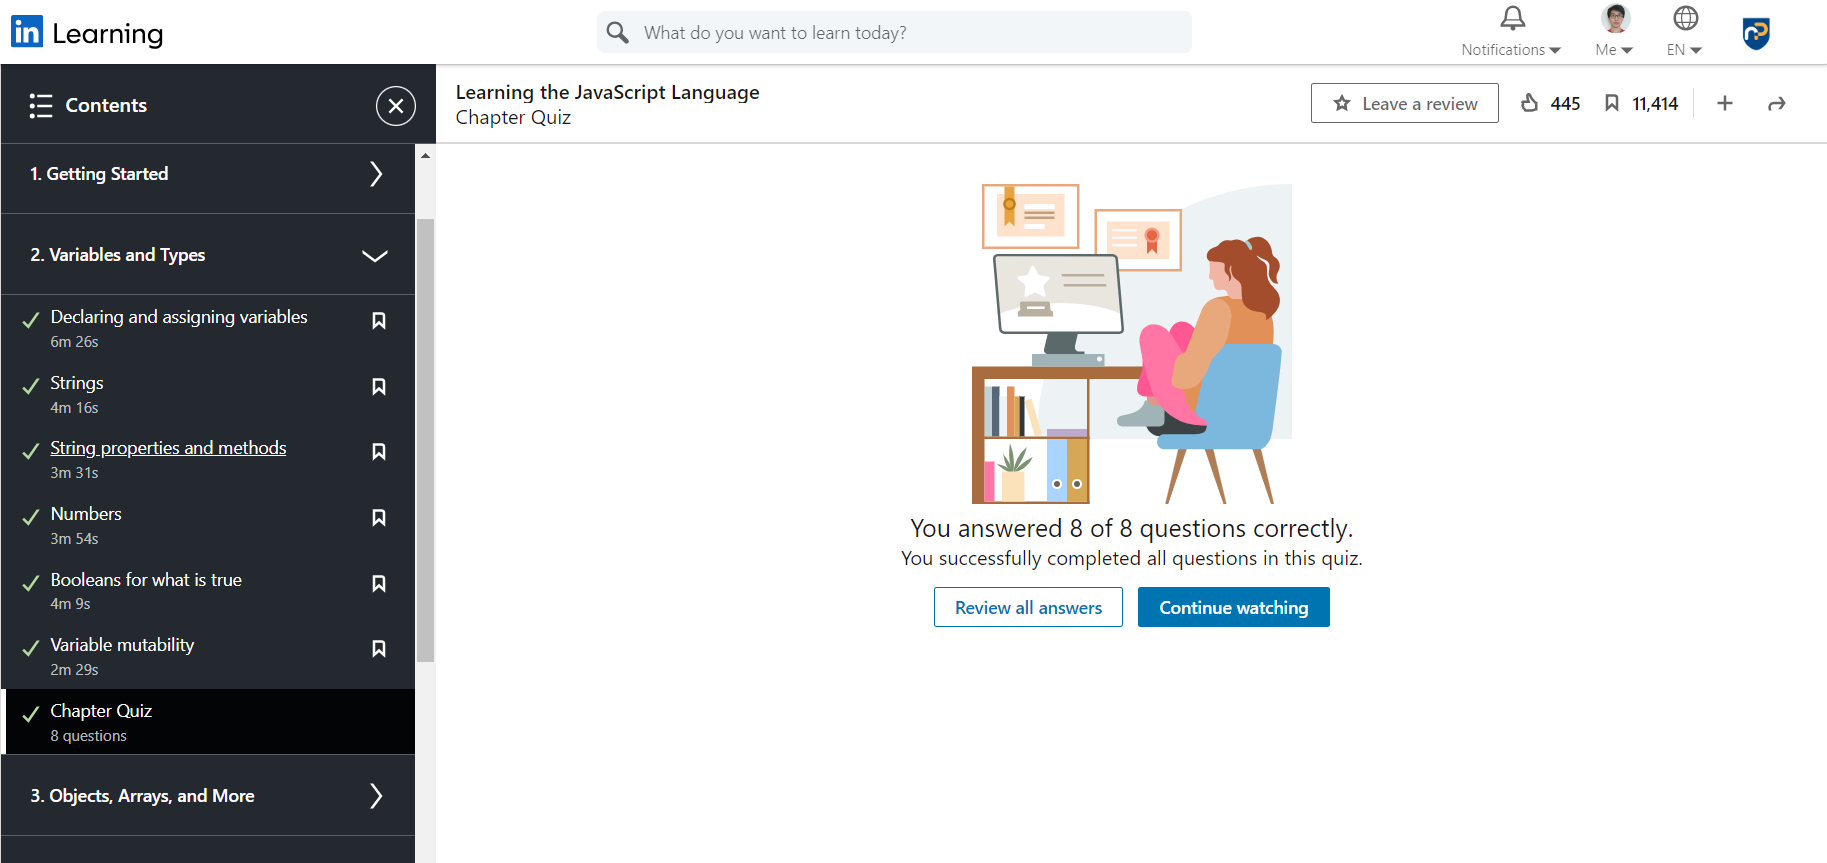 in Learning
What do you want to learn today?
Notifications
Me
EN
Contents
1. Getting Started
2. Variables and Types
Declaring and assigning variables
6m 26s
Strings
4m 16s
String properties and methods
3m 31s
Numbers
3m 54s
Booleans for what is true
4m 9s
Variable mutability
2m 29s
Chapter Quiz
8 questions
3. Objects, Arrays, and More
Learning the JavaScript Language
Chapter Quiz
Leave a review
445
11,414
You answered 8 of 8 questions correctly.
You successfully completed all questions in this quiz.
Review all answers
Continue watching